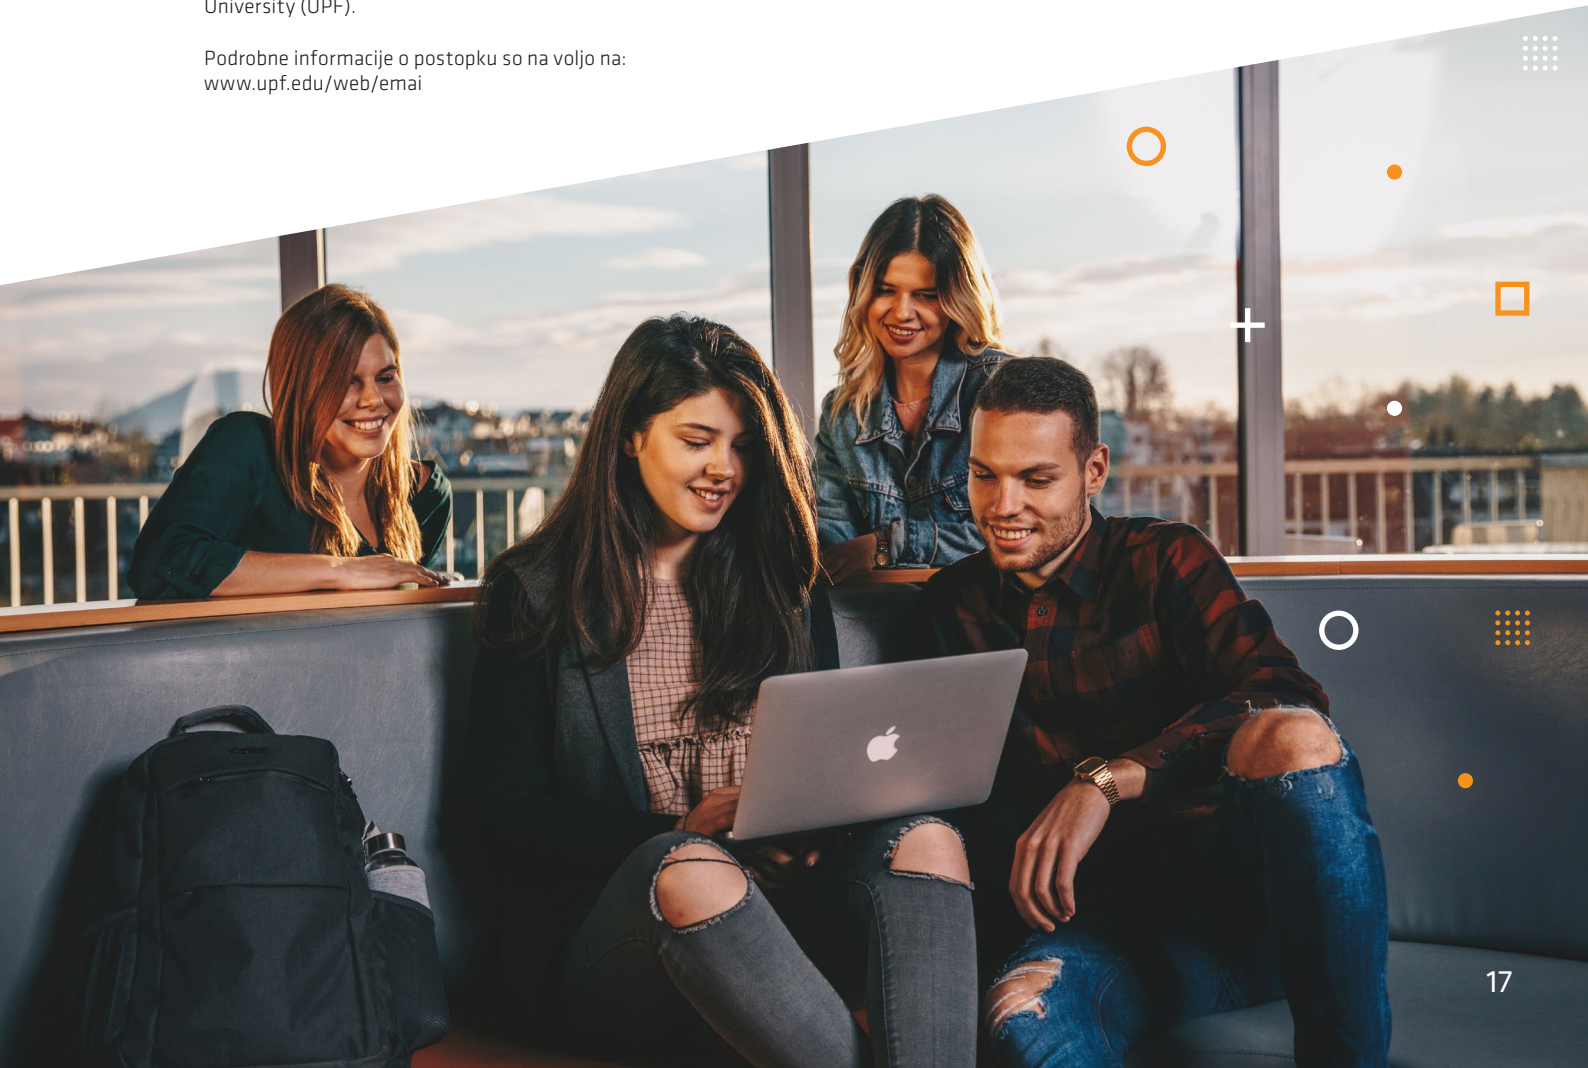 University (UPF).
Podrobne informacije o postopku so na voljo na:
www.upf.edu/web/emai
17